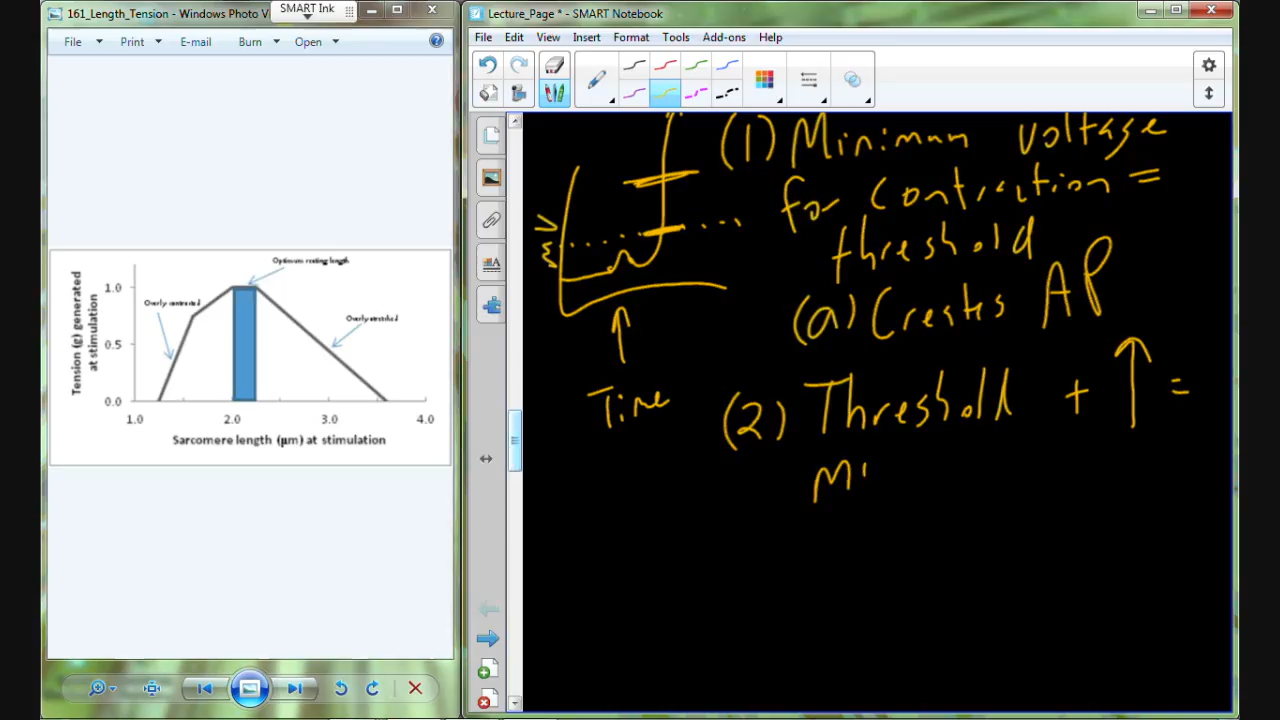 161_Length_Tension - Windows Photo V
SMART Ink
File Print E-mail Burn Open
Optimum resting length
Overly contracted
Overly stretched
Tension (g) generated
at stimulation
1.0
0.5
0.0
1.0 2.0 3.0 4.0
Sarcomere length (µm) at stimulation
Lecture_Page * - SMART Notebook
File Edit View Insert Format Tools Add-ons Help
(1) Minimum voltage
for contraction =
threshold
(a) Creates AP
Time
(2) Threshold + ↑ =
M